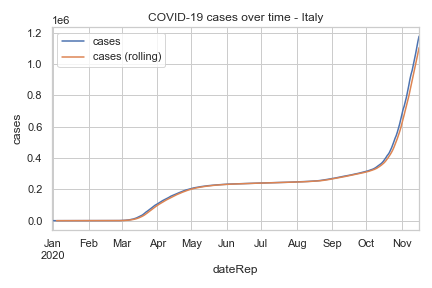 COVID-19 cases over time - Italy
1e6
cases
cases (rolling)
1.2
1.0
0.8
0.6
0.4
0.2
0.0
cases
Jan Feb Mar Apr May Jun Jul Aug Sep Oct Nov
2020
dateRep